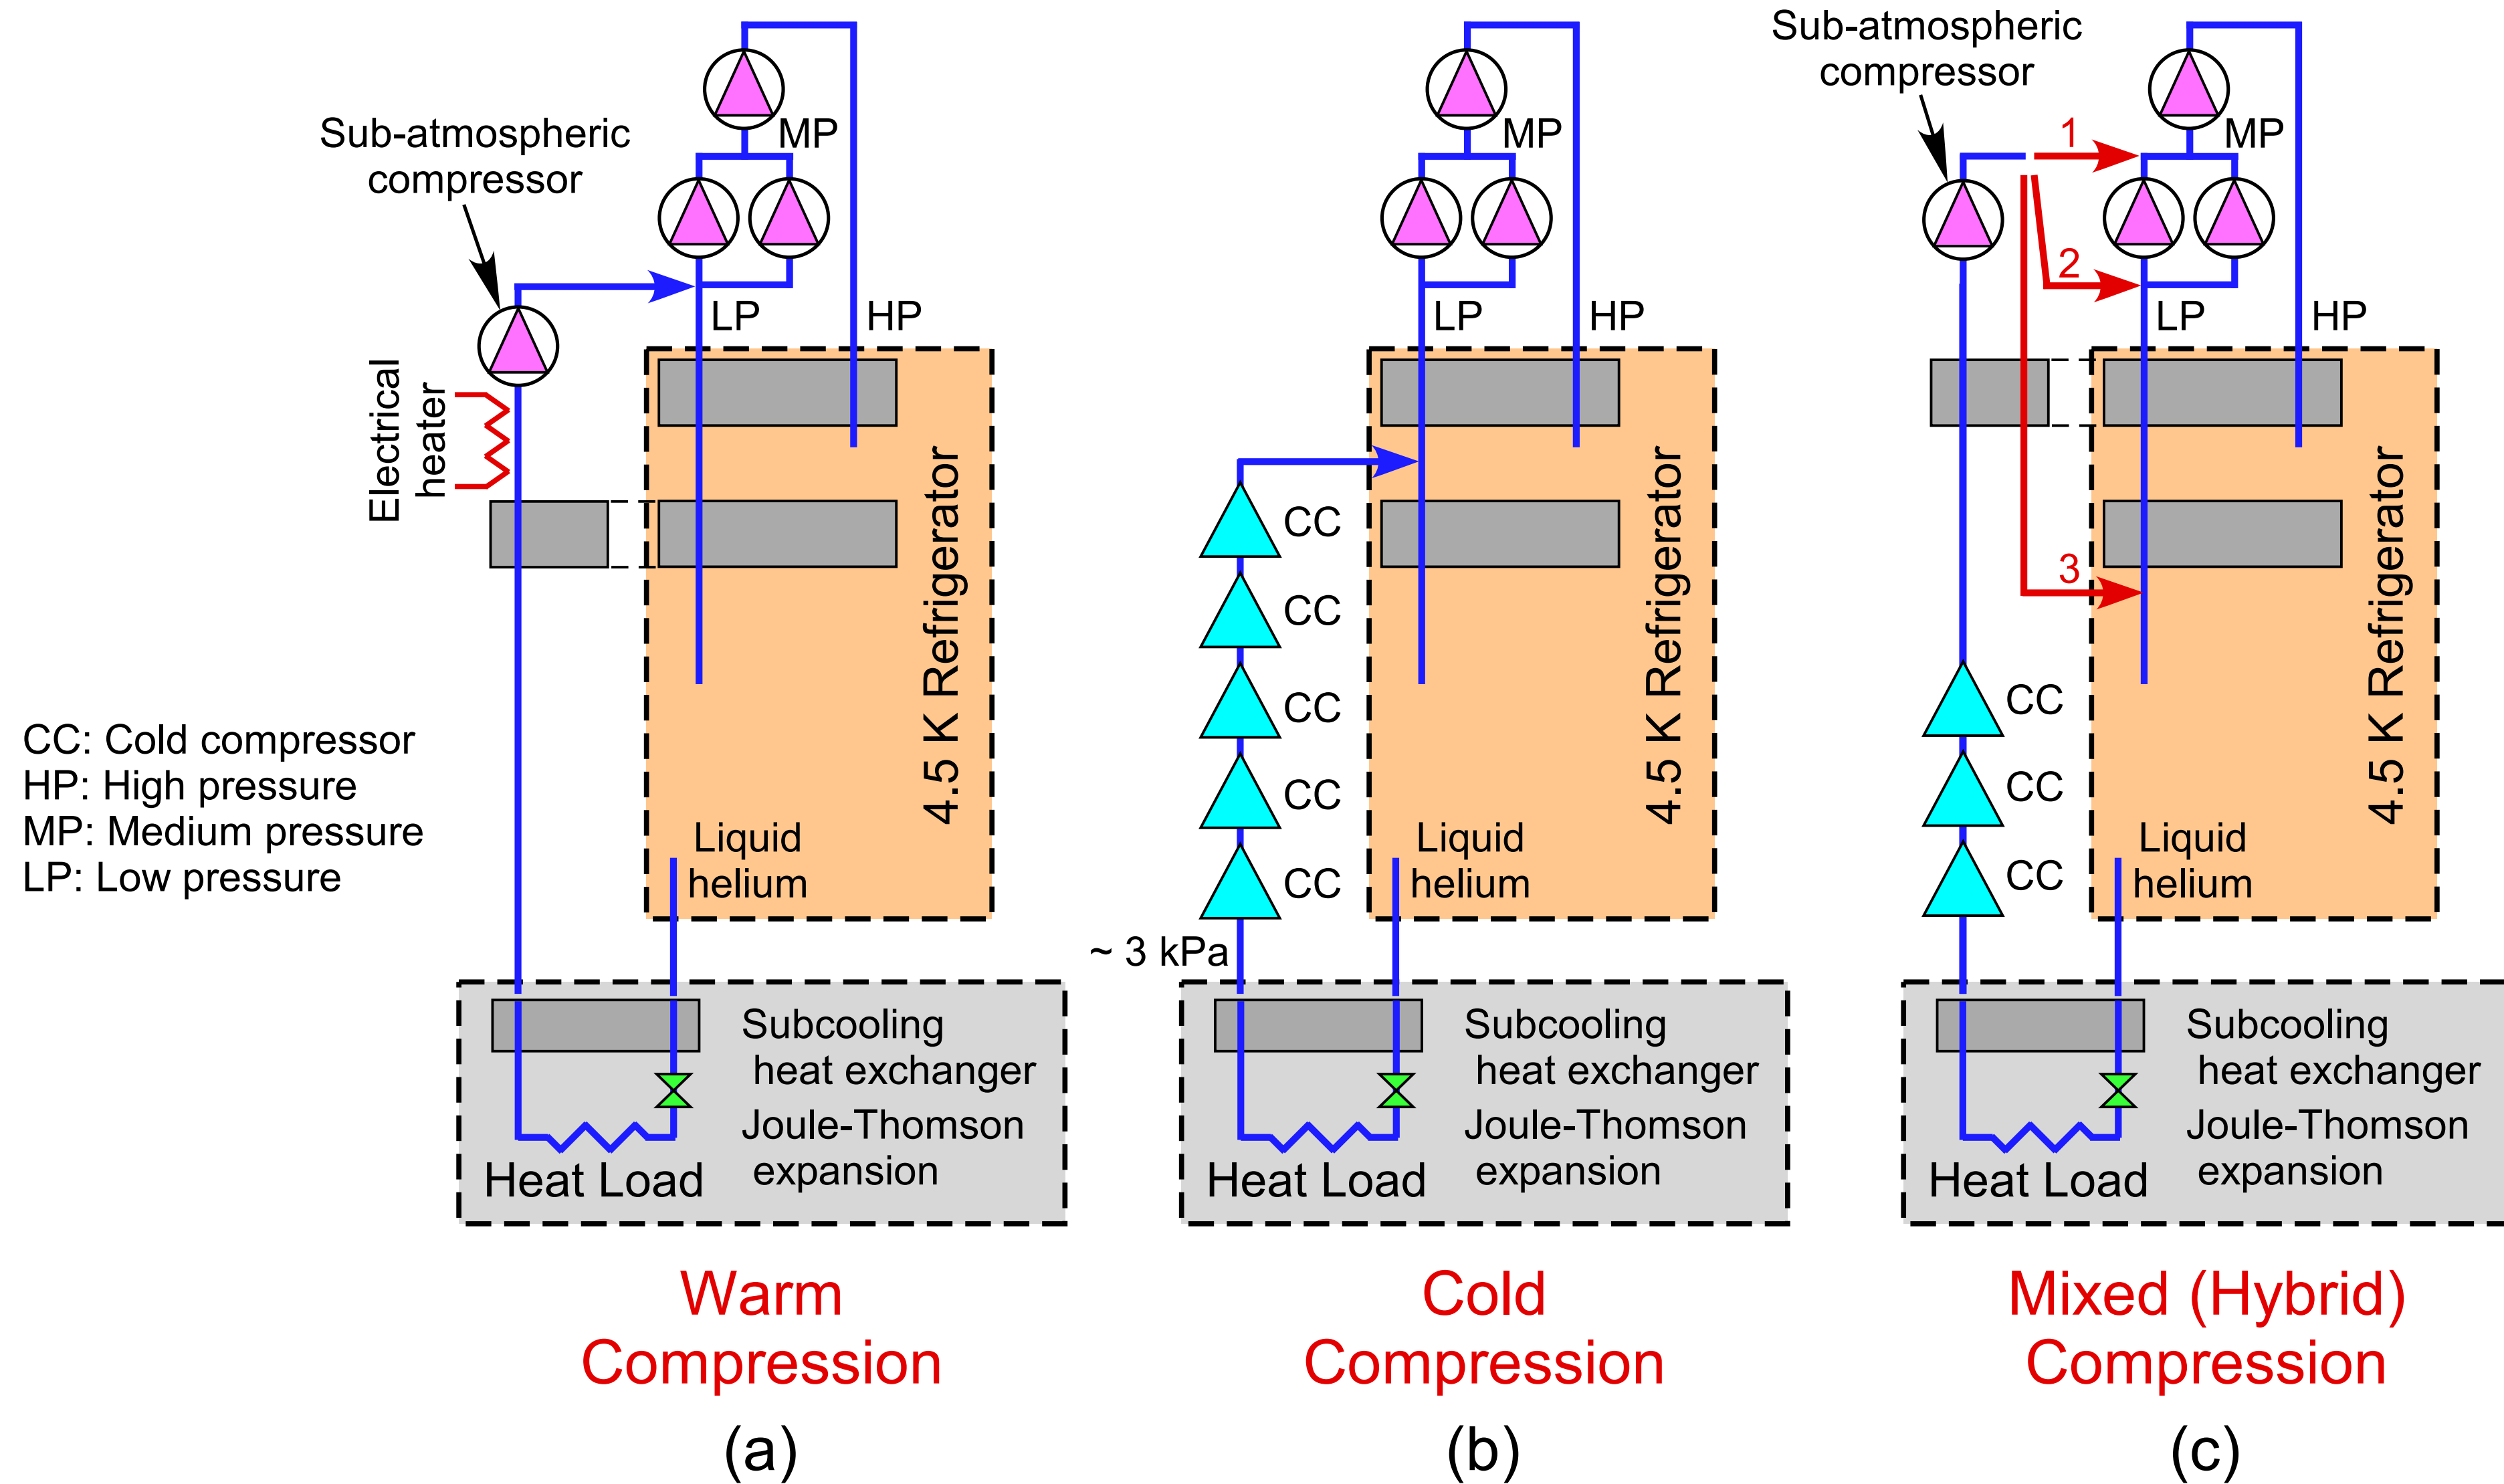 Sub-atmospheric
compressor
MP
LP
HP
Electrical
heater
4.5 K Refrigerator
CC: Cold compressor
HP: High pressure
MP: Medium pressure
LP: Low pressure
Liquid
helium
Subcooling
heat exchanger
Joule-Thomson
expansion
Heat Load
Warm
Compression
(a)
MP
LP
HP
CC
CC
CC
CC
CC
4.5 K Refrigerator
Liquid
helium
~ 3 kPa
Subcooling
heat exchanger
Joule-Thomson
expansion
Heat Load
Cold
Compression
(b)
Sub-atmospheric
compressor
MP
1
2
LP
HP
3
CC
CC
CC
4.5 K Refrigerator
Liquid
helium
Subcooling
heat exchanger
Joule-Thomson
expansion
Heat Load
Mixed (Hybrid)
Compression
(c)